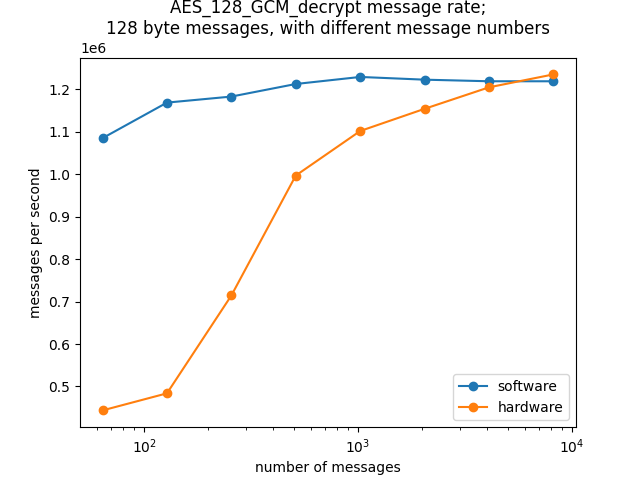 AES_128_GCM_decrypt message rate;
128 byte messages, with different message numbers
1e6
1.2
1.1
1.0
0.9
0.8
0.7
0.6
0.5
messages per second
software
hardware
10²
10³
10⁴
number of messages